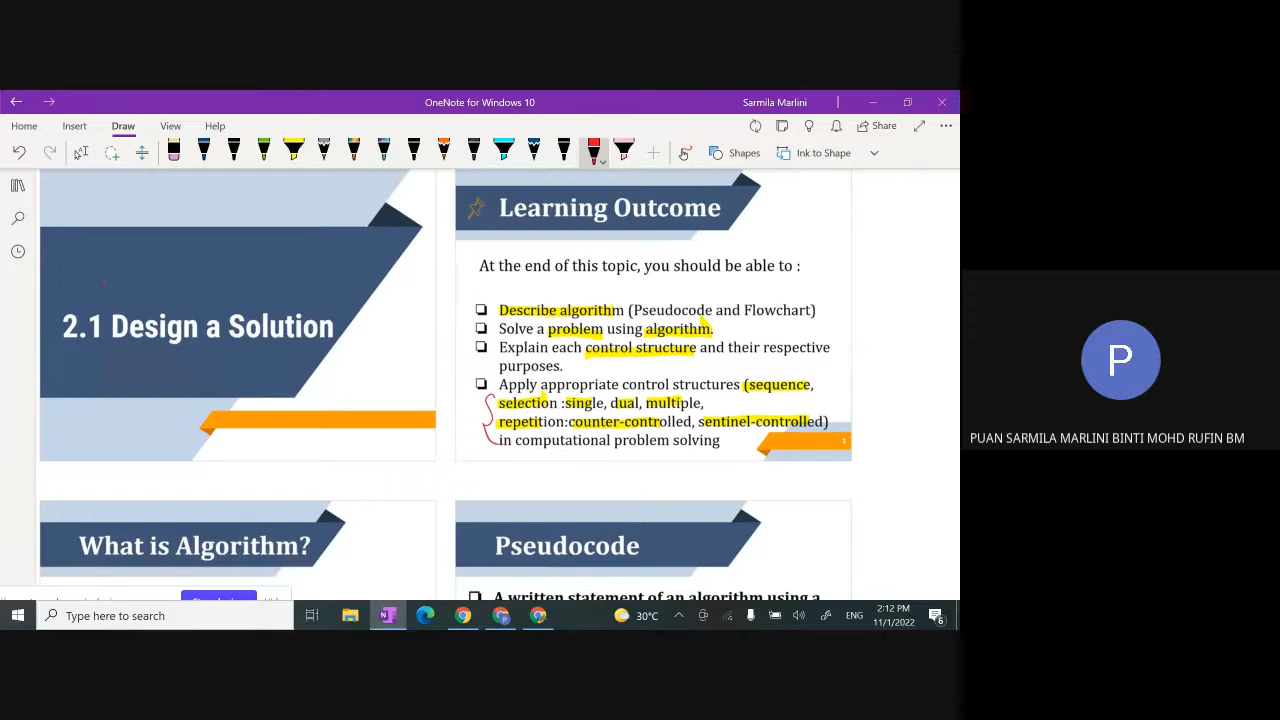 OneNote for Windows 10
Sarmila Marlini
Home
Insert
Draw
View
Help
Share
Shapes
Ink to Shape
2.1 Design a Solution
Learning Outcome
At the end of this topic, you should be able to :
Describe algorithm (Pseudocode and Flowchart)
Solve a problem using algorithm.
Explain each control structure and their respective
purposes.
Apply appropriate control structures (sequence,
selection :single, dual, multiple,
repetition:counter-controlled, sentinel-controlled)
in computational problem solving
What is Algorithm?
Pseudocode
A written statement of an algorithm using a
P
PUAN SARMILA MARLINI BINTI MOHD RUFIN BM
Type here to search
30°C
ENG
2:12 PM
11/1/2022
6